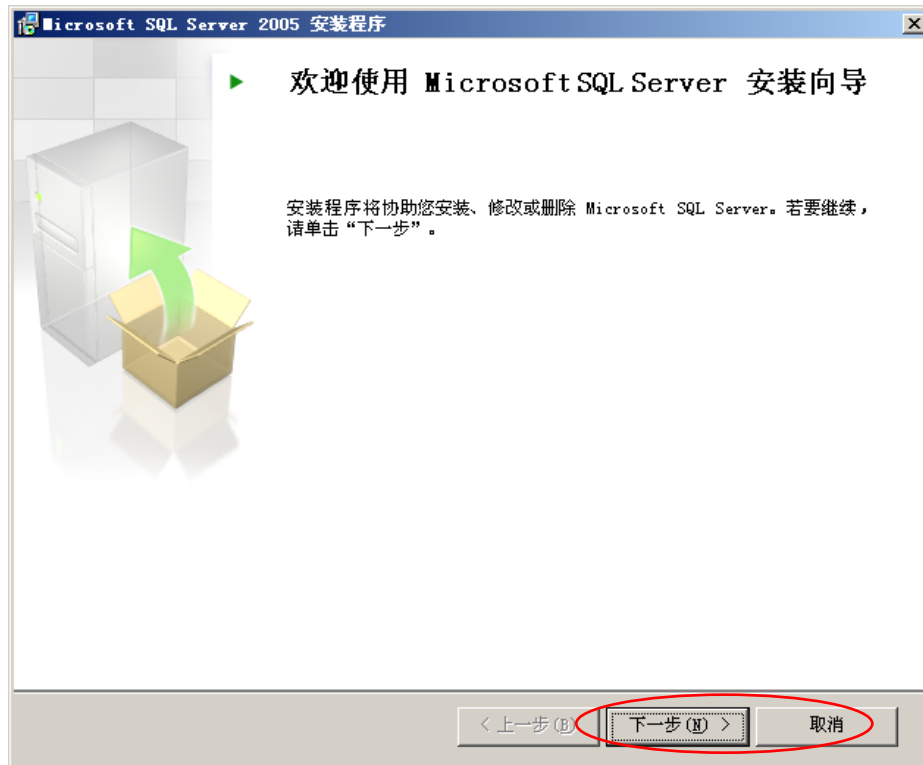 Microsoft SQL Server 2005 安装程序
欢迎使用 Microsoft SQL Server 安装向导
安装程序将协助您安装、修改或删除 Microsoft SQL Server。若要继续，
请单击“下一步”。
< 上一步(B) 下一步(N) > 取消